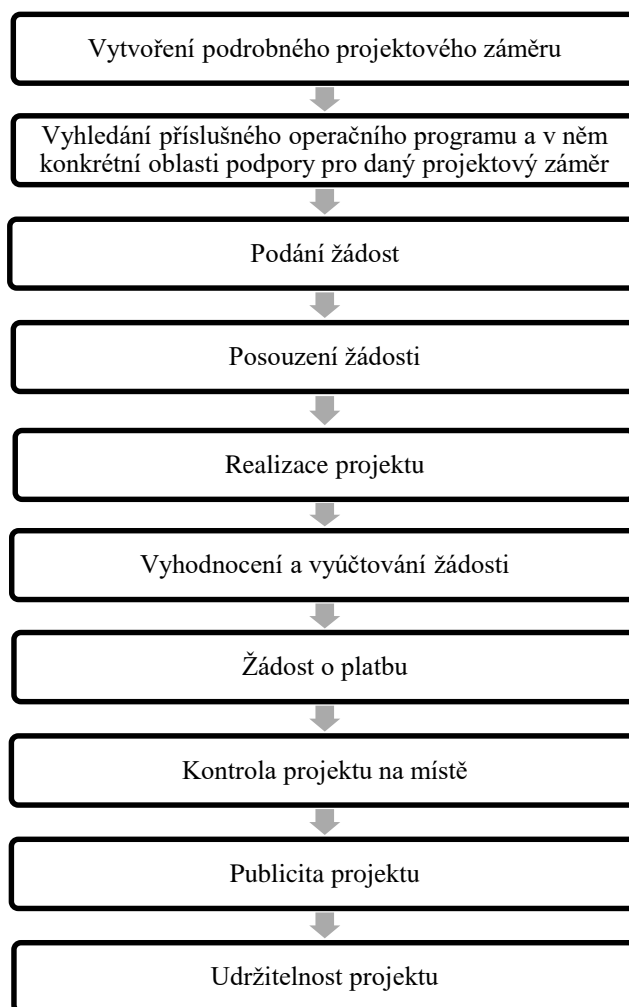 Vytvoření podrobného projektového záměru
Vyhledání příslušného operačního programu a v něm
konkrétní oblasti podpory pro daný projektový záměr
Podání žádost
Posouzení žádosti
Realizace projektu
Vyhodnocení a vyúčtování žádosti
Žádost o platbu
Kontrola projektu na místě
Publicita projektu
Udržitelnost projektu